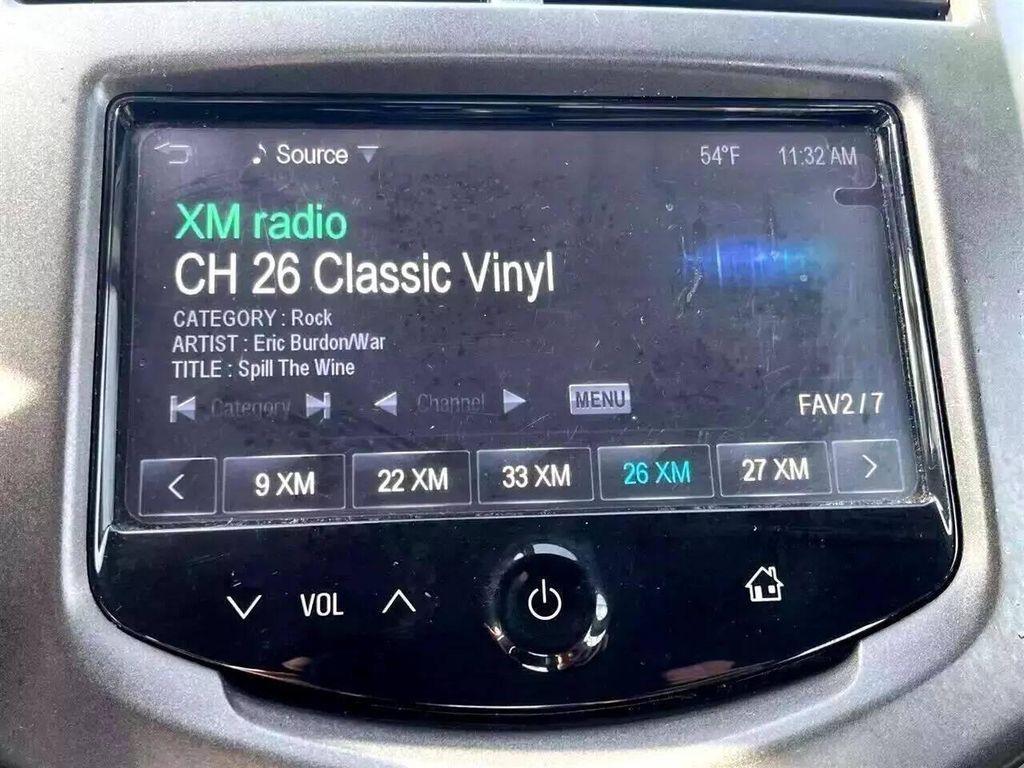 Source 54°F 11:32 AM
XM radio
CH 26 Classic Vinyl
CATEGORY : Rock
ARTIST : Eric Burdon/War
TITLE : Spill The Wine
Category Channel MENU FAV2 / 7
< 9 XM 22 XM 33 XM 26 XM 27 XM >
VOL